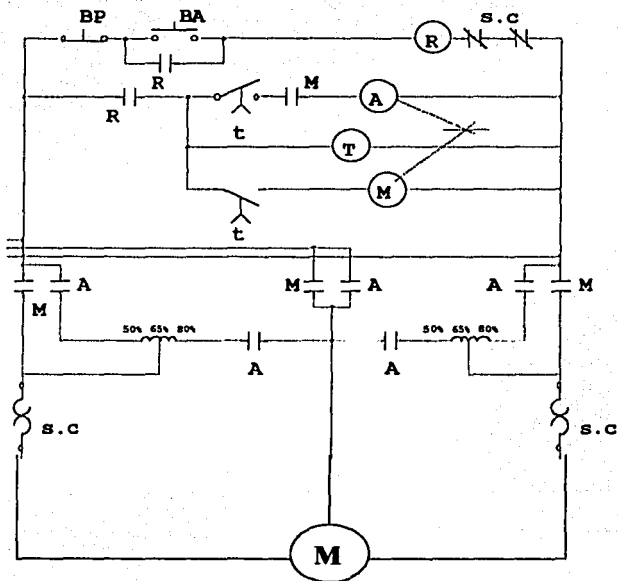 s.c
BP BA
R
R
M
R A
t
T
M
t
M A M A A M
50% 65% 80% 50% 65% 80%
A A
s.c s.c
M